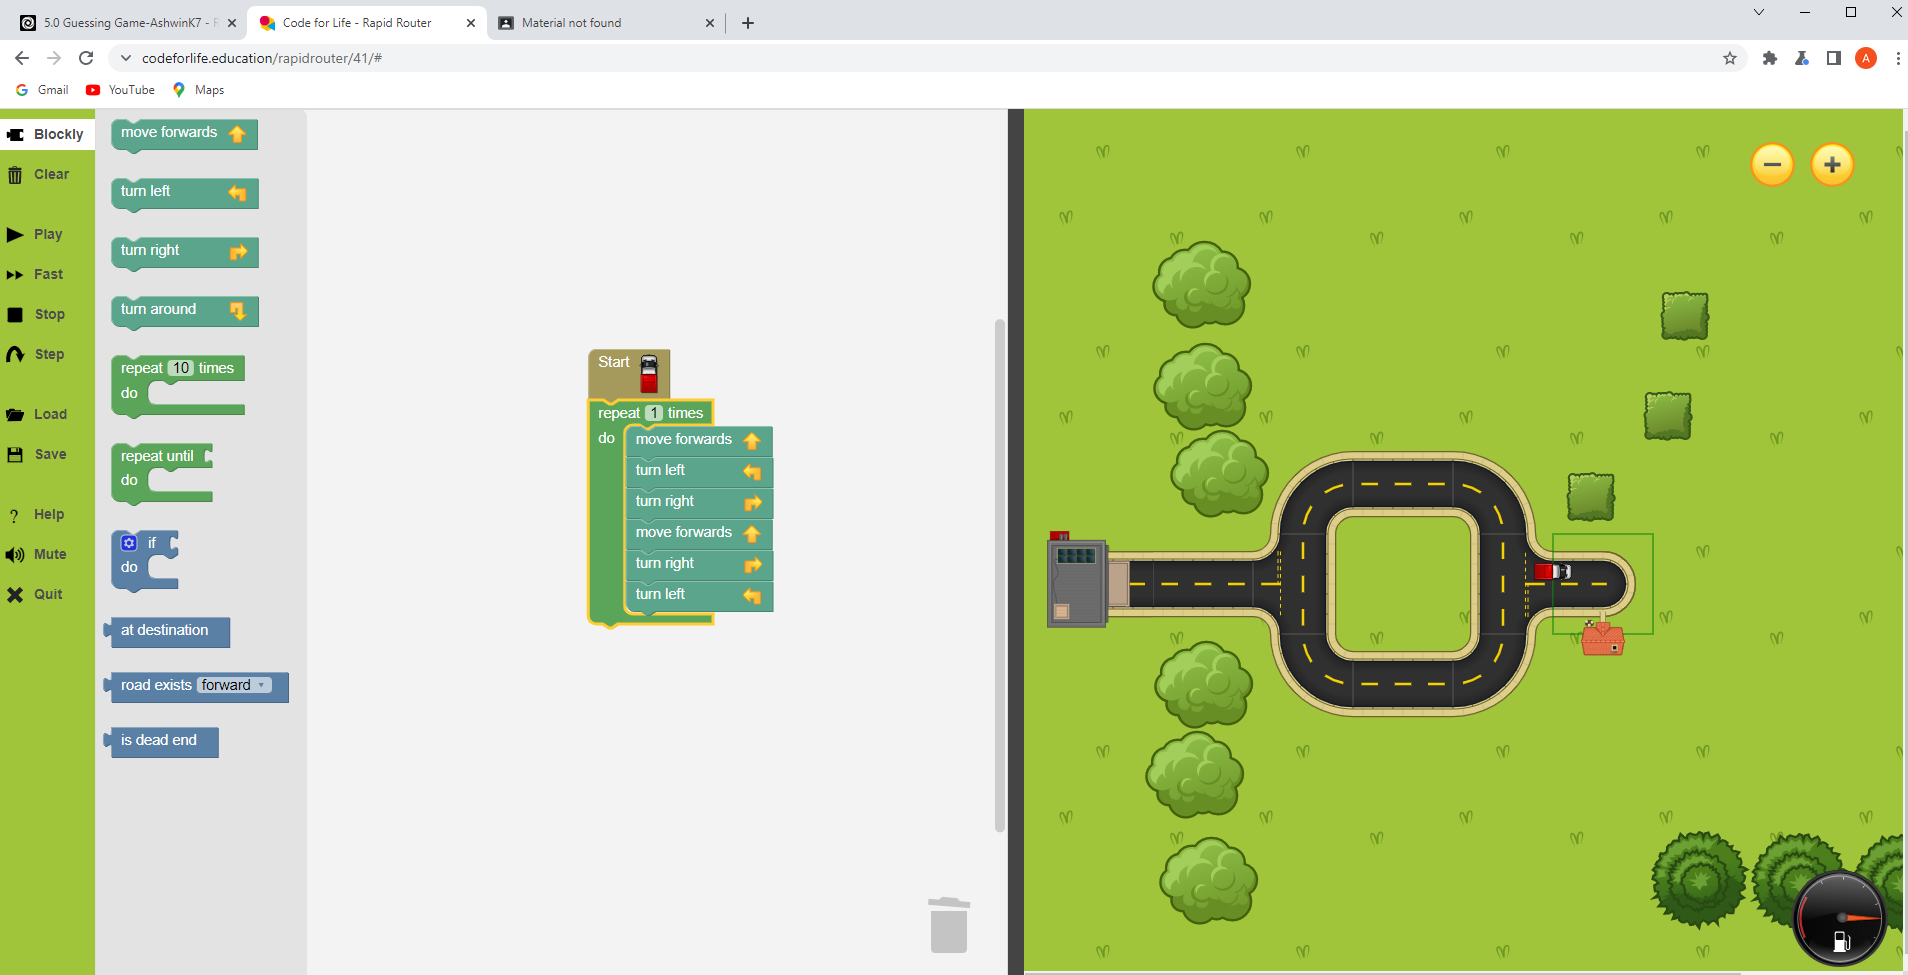 5.0 Guessing Game-AshwinK7 -
Code for Life - Rapid Router
Material not found
codeforlife.education/rapidrouter/41/#
A
Gmail
YouTube
Maps
Blockly
Clear
Play
Fast
Stop
Step
Load
Save
Help
Mute
Quit
move forwards
turn left
turn right
turn around
repeat 10 times
do
repeat until
do
if
do
at destination
road exists forward
is dead end
Start
repeat 1 times
do
move forwards
turn left
turn right
move forwards
turn right
turn left